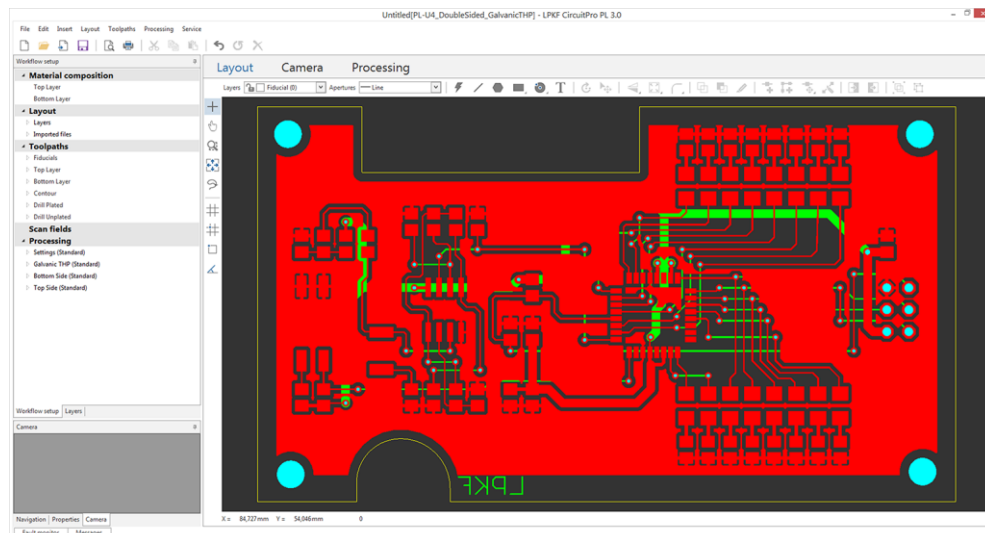 Untitled[PL-U4_DoubleSided_GalvanicTHP] - LPKF CircuitPro PL 3.0
File Edit Insert Layout Toolpaths Processing Service
Workflow setup
Layout Camera Processing
Material composition
Top Layer
Bottom Layer
Layers Fiducial (0) Apertures Line
Layout
Layers
Imported files
Toolpaths
Fiducials
Top Layer
Bottom Layer
Contour
Drill Plated
Drill Unplated
Scan fields
Processing
Settings (Standard)
Galvanic THP (Standard)
Bottom Side (Standard)
Top Side (Standard)
Workflow setup Layers
Camera
LPKF
Navigation Properties Camera
X = 84,727mm Y = 54,046mm 0
Fault monitor Messages